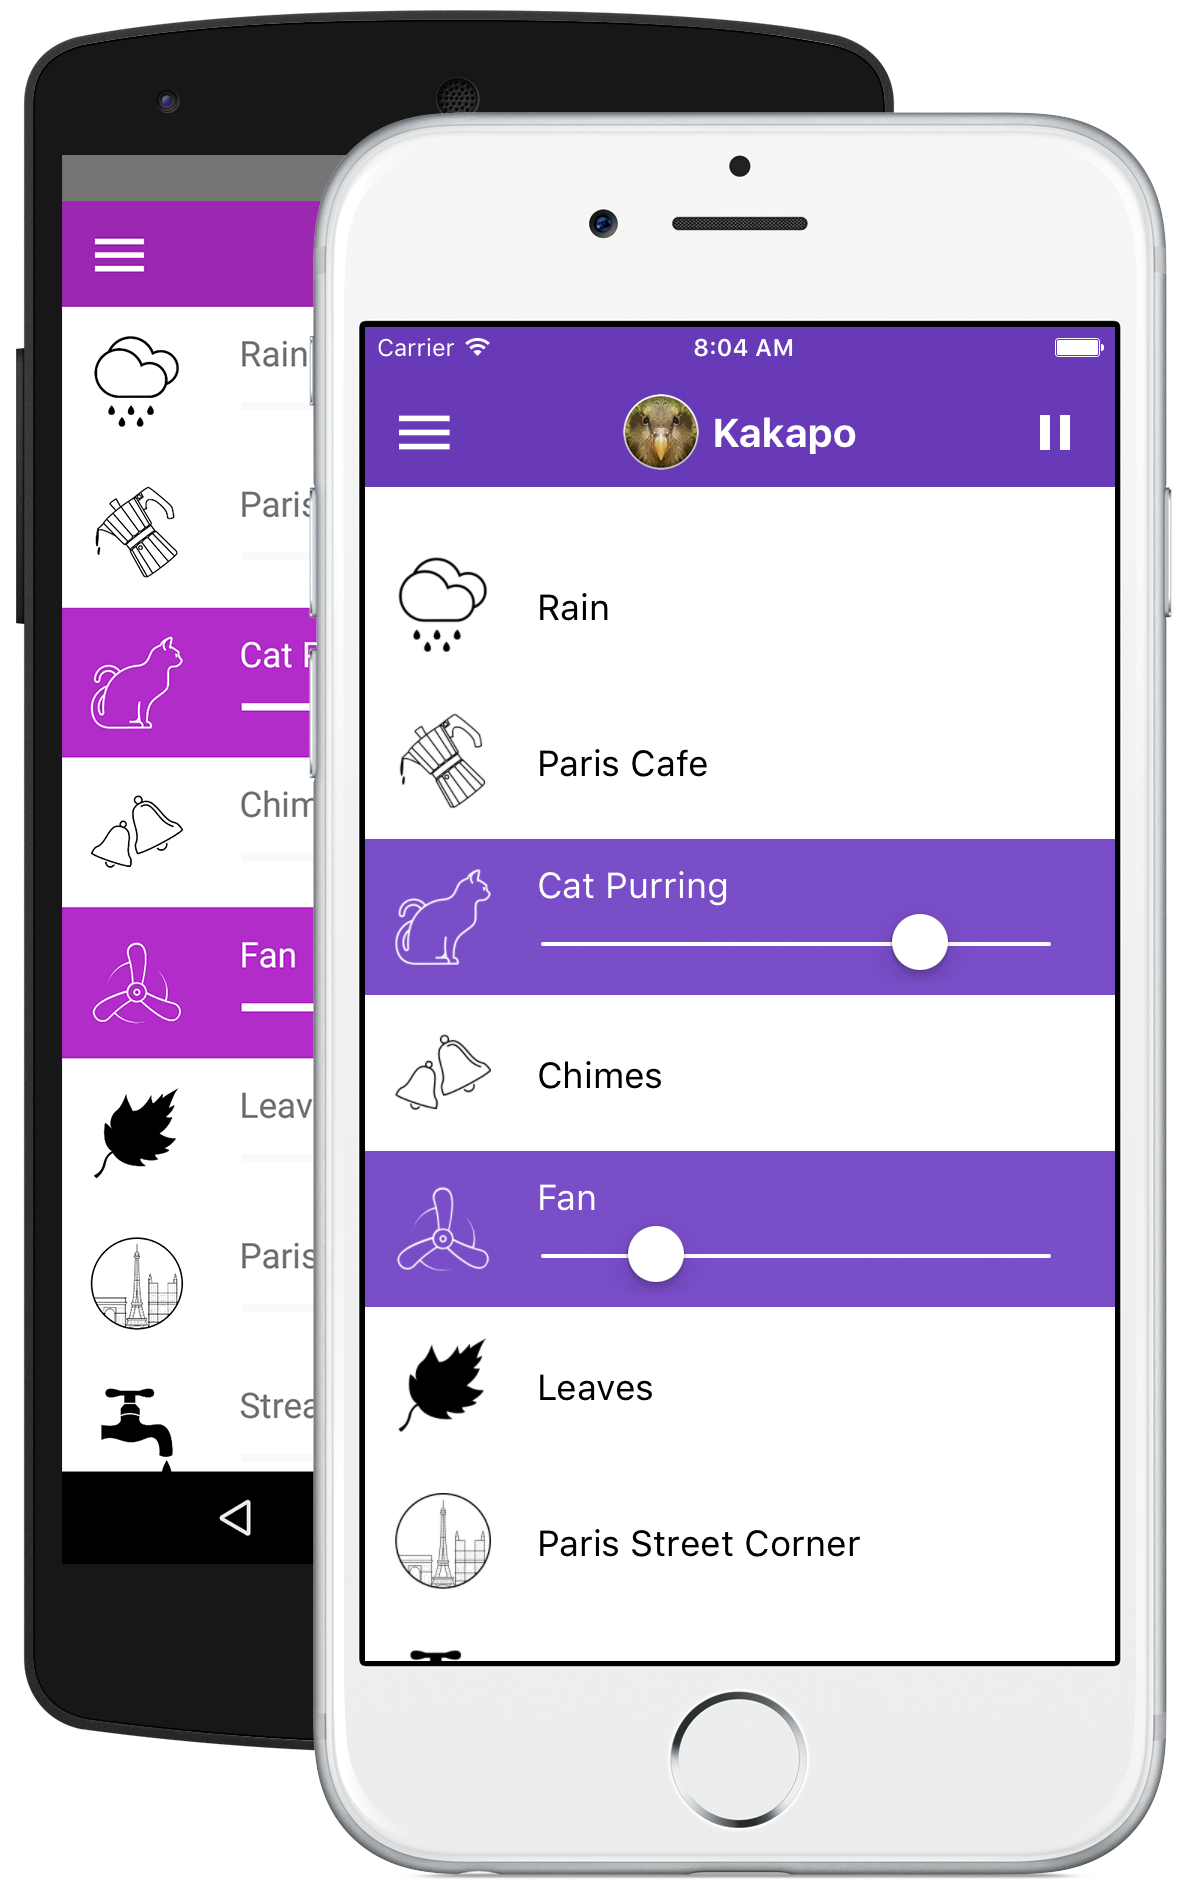 Rain
Paris
Cat
Chim
Fan
Leav
Paris
Strea
Carrier
8:04 AM
Kakapo
Rain
Paris Cafe
Cat Purring
Chimes
Fan
Leaves
Paris Street Corner